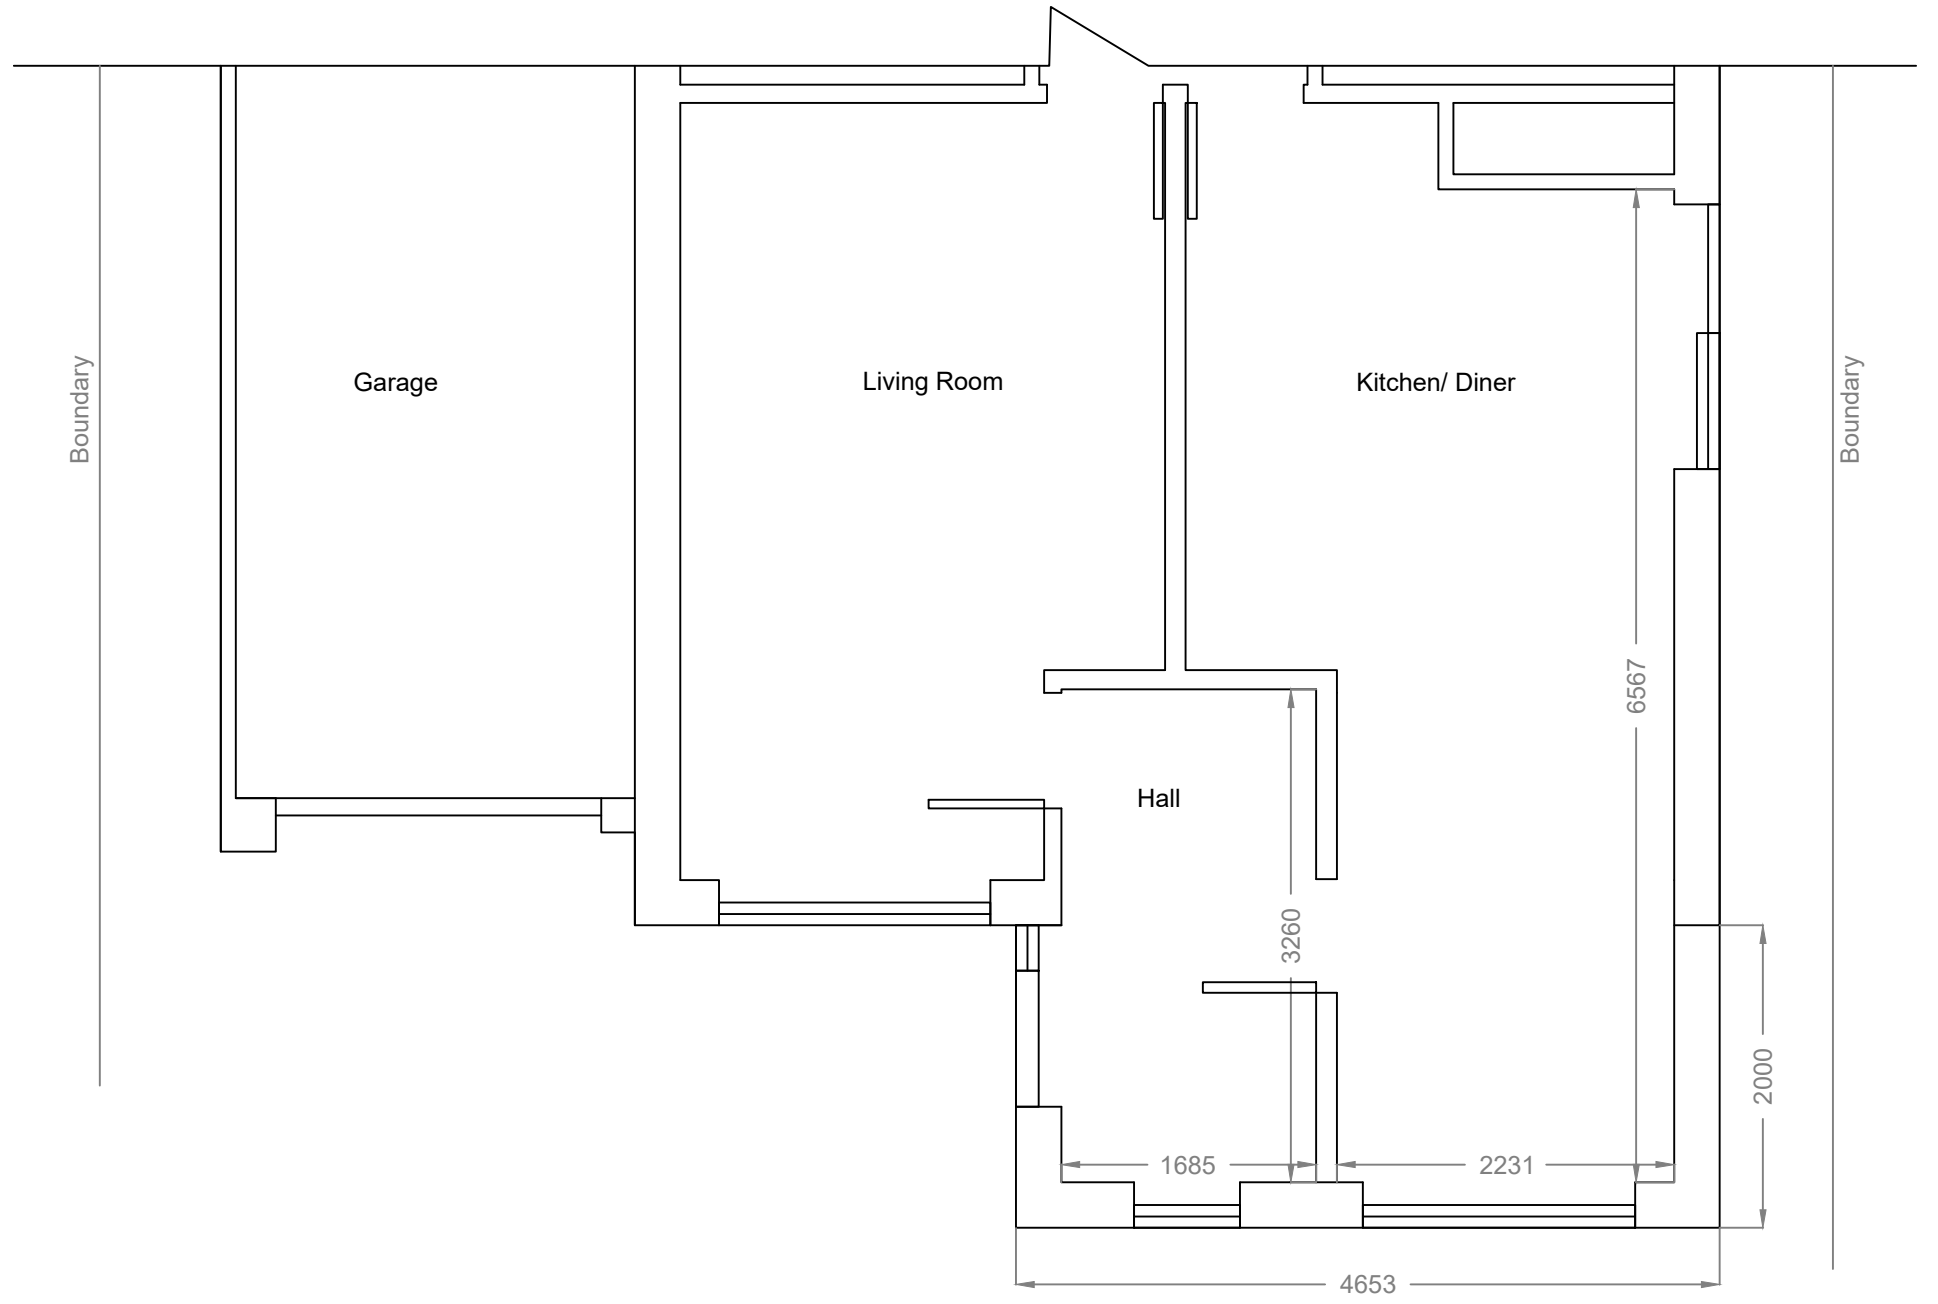 Boundary
Garage
Living Room
Kitchen/ Diner
Boundary
6567
Hall
3260
2000
1685
2231
4653